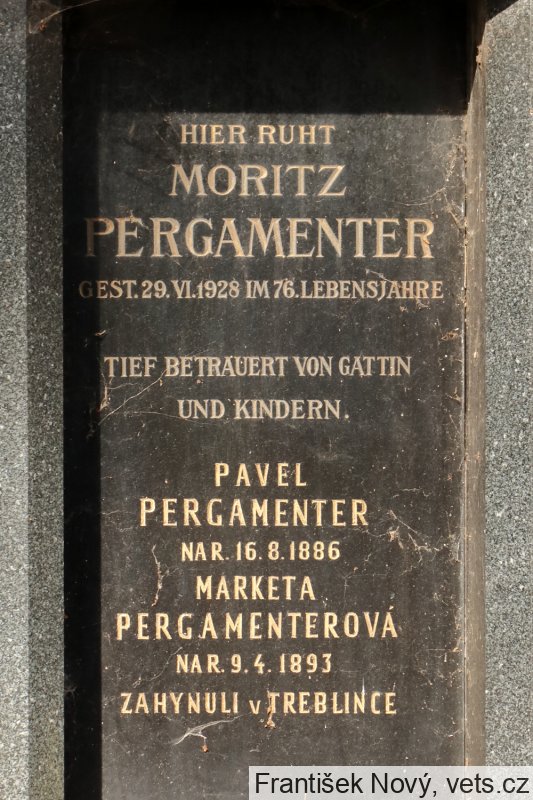 HIER RUHT
MORITZ
PERGAMENTER
GEST. 29. VI. 1928 IM 76. LEBENSJAHRE
TIEF BETRAUERT VON GATTIN
UND KINDERN.
PAVEL
PERGAMENTER
NAR. 16. 8. 1886
MARKETA
PERGAMENTEROVÁ
NAR. 9. 4. 1893
ZAHYNULI v TREBLINCE
František Nový, vets.cz